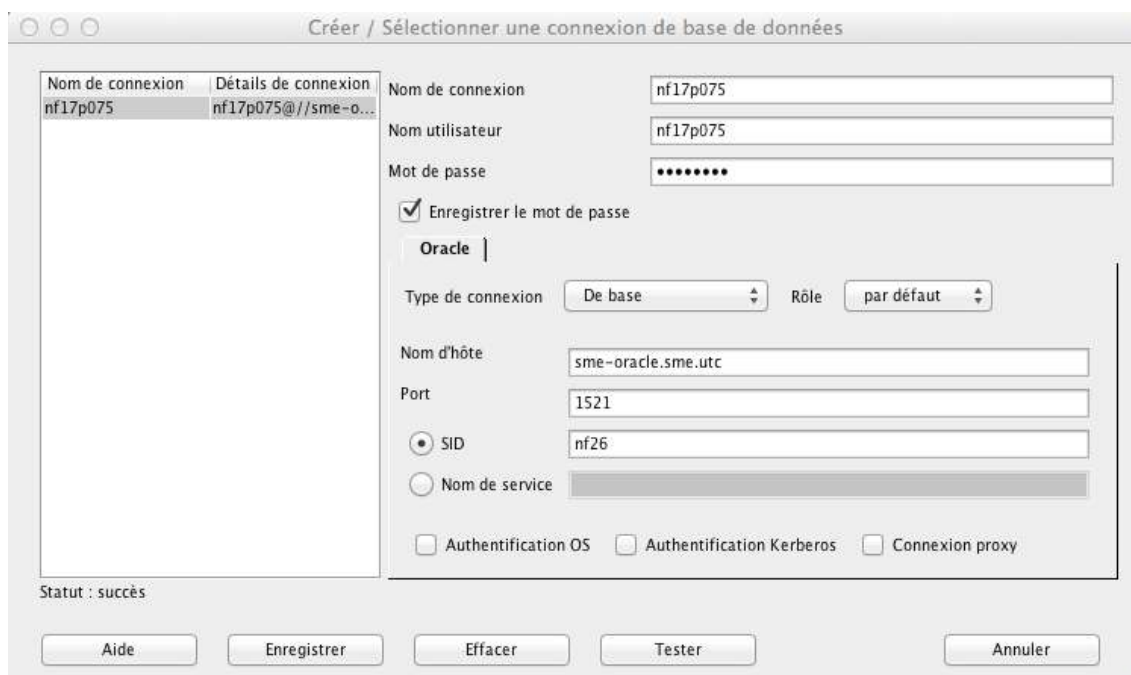 Créer / Sélectionner une connexion de base de données
Nom de connexion Détails de connexion
nf17p075 nf17p075@//sme-o...
Nom de connexion nf17p075
Nom utilisateur nf17p075
Mot de passe ••••••••
Enregistrer le mot de passe
Oracle
Type de connexion De base Rôle par défaut
Nom d'hôte sme-oracle.sme.utc
Port 1521
SID nf26
Nom de service
Authentification OS Authentification Kerberos Connexion proxy
Statut : succès
Aide Enregistrer Effacer Tester Annuler